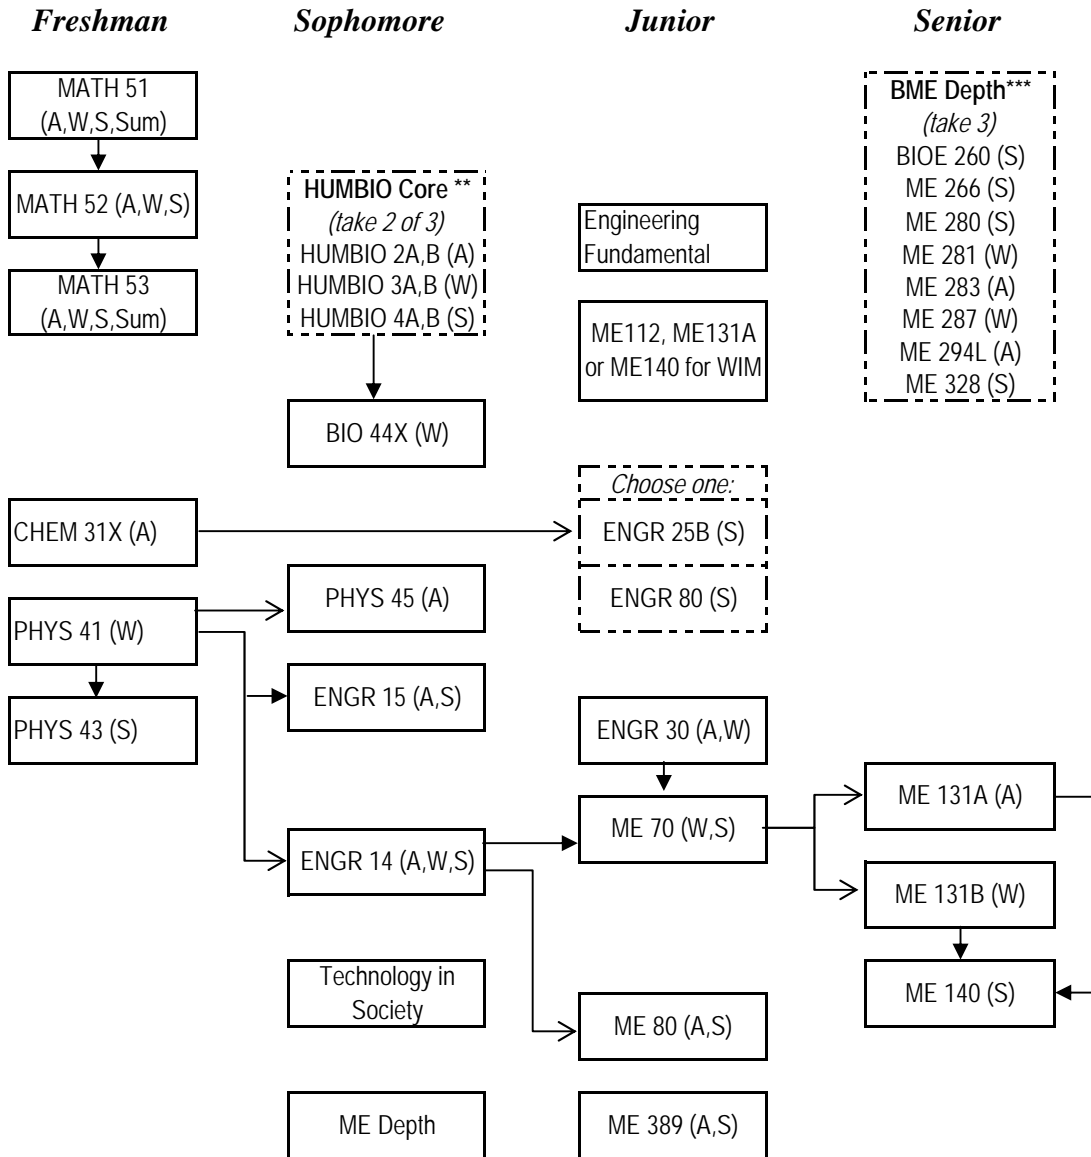 Freshman
Sophomore
Junior
Senior
MATH 51
(A,W,S,Sum)
MATH 52 (A,W,S)
MATH 53
(A,W,S,Sum)
CHEM 31X (A)
PHYS 41 (W)
PHYS 43 (S)
HUMBIO Core **
(take 2 of 3)
HUMBIO 2A,B (A)
HUMBIO 3A,B (W)
HUMBIO 4A,B (S)
BIO 44X (W)
PHYS 45 (A)
ENGR 15 (A,S)
ENGR 14 (A,W,S)
Technology in
Society
ME Depth
Engineering
Fundamental
ME112, ME131A
or ME140 for WIM
Choose one:
ENGR 25B (S)
ENGR 80 (S)
ENGR 30 (A,W)
ME 70 (W,S)
ME 80 (A,S)
ME 389 (A,S)
BME Depth***
(take 3)
BIOE 260 (S)
ME 266 (S)
ME 280 (S)
ME 281 (W)
ME 283 (A)
ME 287 (W)
ME 294L (A)
ME 328 (S)
ME 131A (A)
ME 131B (W)
ME 140 (S)